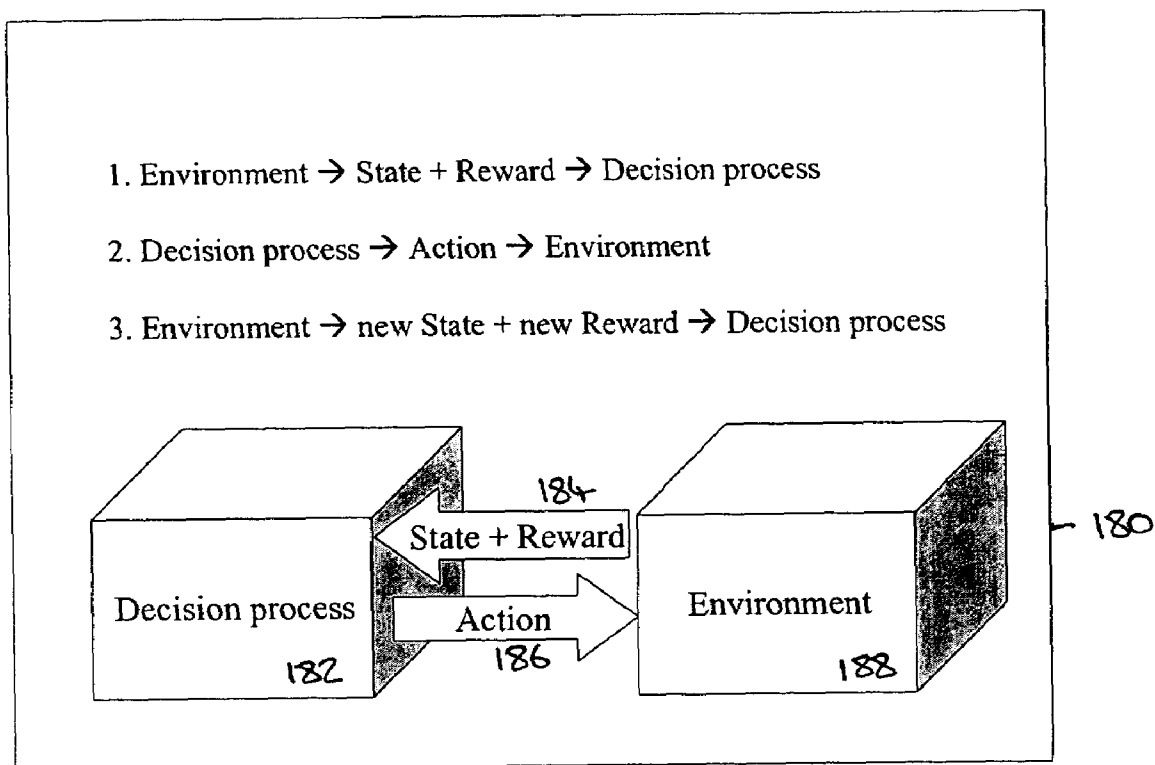 1. Environment → State + Reward → Decision process
2. Decision process → Action → Environment
3. Environment → new State + new Reward → Decision process
184
State + Reward
180
Decision process
Action
Environment
182
186
188